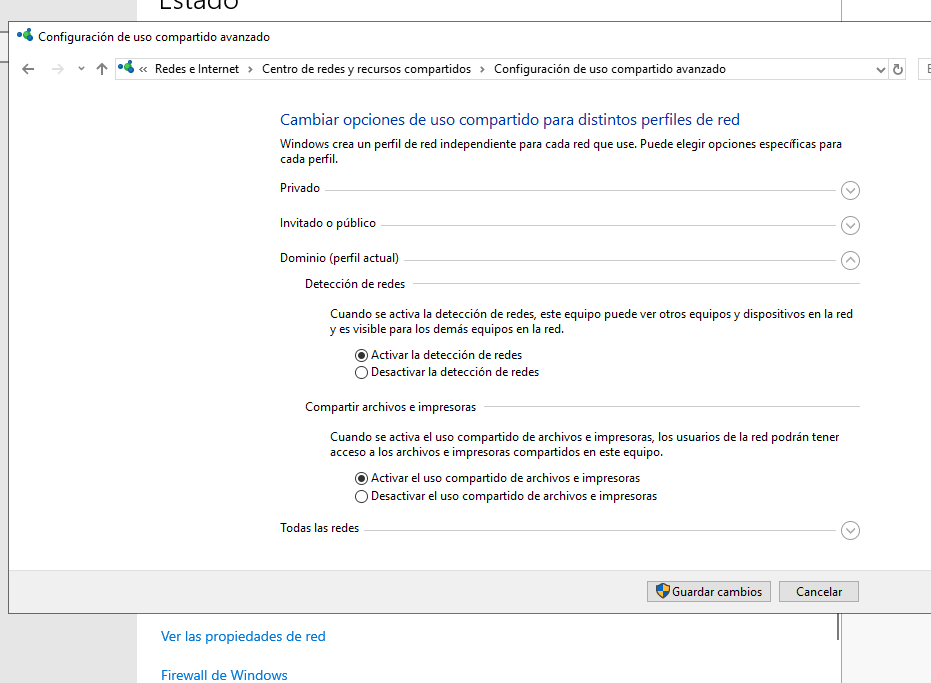 Estado
Configuración de uso compartido avanzado
« Redes e Internet > Centro de redes y recursos compartidos > Configuración de uso compartido avanzado
Cambiar opciones de uso compartido para distintos perfiles de red
Windows crea un perfil de red independiente para cada red que use. Puede elegir opciones específicas para
cada perfil.
Privado
Invitado o público
Dominio (perfil actual)
Detección de redes
Cuando se activa la detección de redes, este equipo puede ver otros equipos y dispositivos en la red
y es visible para los demás equipos en la red.
Activar la detección de redes
Desactivar la detección de redes
Compartir archivos e impresoras
Cuando se activa el uso compartido de archivos e impresoras, los usuarios de la red podrán tener
acceso a los archivos e impresoras compartidos en este equipo.
Activar el uso compartido de archivos e impresoras
Desactivar el uso compartido de archivos e impresoras
Todas las redes
Guardar cambios Cancelar
Ver las propiedades de red
Firewall de Windows